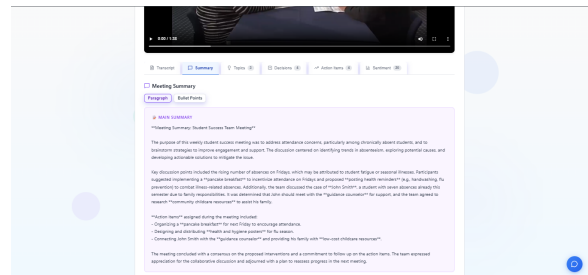 0:00 / 1:28
Transcript Summary Topics Decisions Action Items Sentiment
Meeting Summary
Paragraph Bullet Points
MAIN SUMMARY
**Meeting Summary: Student Success Team Meeting**
The purpose of this weekly student success meeting was to address attendance concerns, particularly among chronically absent students, and to
brainstorm strategies to improve engagement and support. The discussion centered on identifying trends in absenteeism, exploring potential causes, and
developing actionable solutions to mitigate the issue.
Key discussion points included the rising number of absences on Fridays, which may be attributed to student fatigue or seasonal illnesses. Participants
suggested implementing a **pancake breakfast** to incentivize attendance on Fridays and proposed **posting health reminders** (e.g., handwashing, flu
prevention) to combat illness-related absences. Additionally, the team discussed the case of **John Smith**, a student with seven absences already this
semester due to family responsibilities. It was determined that John should meet with the **guidance counselor** for support, and the team agreed to
research **community childcare resources** to assist his family.
**Action Items** assigned during the meeting included:
- Organizing a **pancake breakfast** for next Friday to encourage attendance.
- Designing and distributing **health and hygiene posters** for flu season.
- Connecting John Smith with the **guidance counselor** and providing his family with **low-cost childcare resources**.
The meeting concluded with a consensus on the proposed interventions and a commitment to follow up on the action items. The team expressed
appreciation for the collaborative discussion and adjourned with a plan to reassess progress in the next meeting.